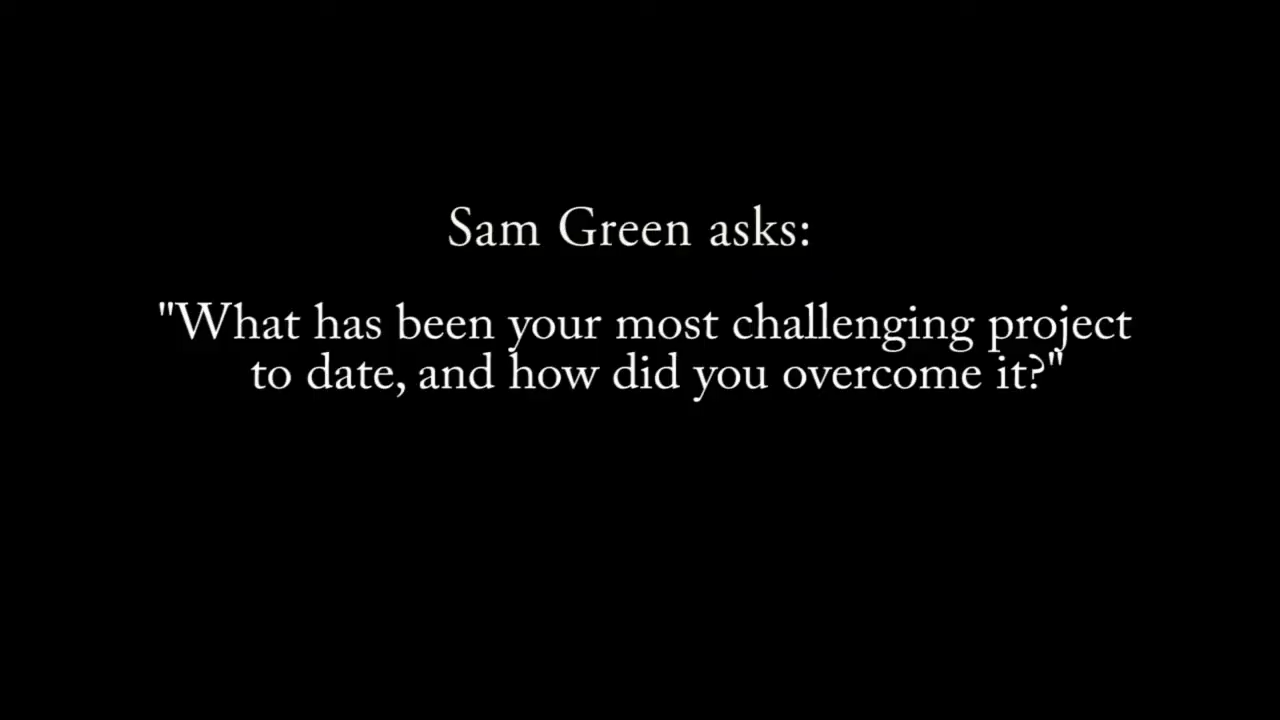 Sam Green asks:
"What has been your most challenging project
to date, and how did you overcome it?"